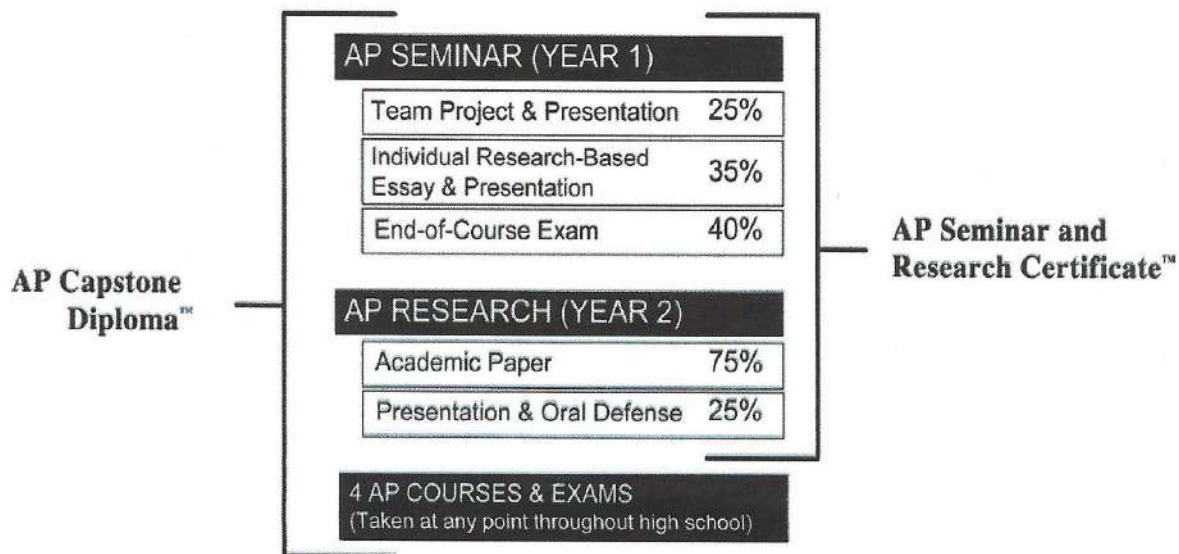 AP SEMINAR (YEAR 1)
Team Project & Presentation 25%
Individual Research-Based
Essay & Presentation 35%
End-of-Course Exam 40%
AP Seminar and
Research Certificate™
AP Capstone
Diploma™
AP RESEARCH (YEAR 2)
Academic Paper 75%
Presentation & Oral Defense 25%
4 AP COURSES & EXAMS
(Taken at any point throughout high school)